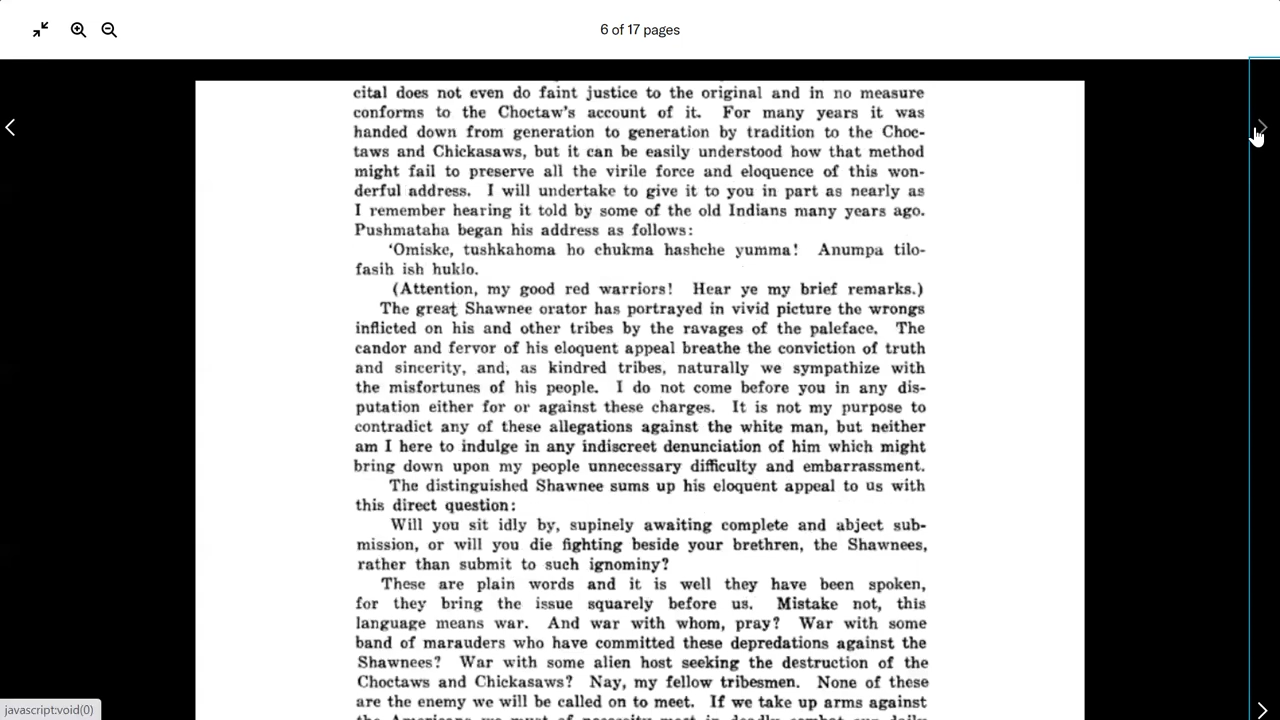 6 of 17 pages
cital does not even do faint justice to the original and in no measure
conforms to the Choctaw's account of it. For many years it was
handed down from generation to generation by tradition to the Choc-
taws and Chickasaws, but it can be easily understood how that method
might fail to preserve all the virile force and eloquence of this won-
derful address. I will undertake to give it to you in part as nearly as
I remember hearing it told by some of the old Indians many years ago.
Pushmataha began his address as follows:
'Omiske, tushkahoma ho chukma hashche yumma! Anumpa tilo-
fasih ish huklo.
(Attention, my good red warriors! Hear ye my brief remarks.)
The great Shawnee orator has portrayed in vivid picture the wrongs
inflicted on his and other tribes by the ravages of the paleface. The
candor and fervor of his eloquent appeal breathe the conviction of truth
and sincerity, and, as kindred tribes, naturally we sympathize with
the misfortunes of his people. I do not come before you in any dis-
putation either for or against these charges. It is not my purpose to
contradict any of these allegations against the white man, but neither
am I here to indulge in any indiscreet denunciation of him which might
bring down upon my people unnecessary difficulty and embarrassment.
The distinguished Shawnee sums up his eloquent appeal to us with
this direct question:
Will you sit idly by, supinely awaiting complete and abject sub-
mission, or will you die fighting beside your brethren, the Shawnees,
rather than submit to such ignominy?
These are plain words and it is well they have been spoken,
for they bring the issue squarely before us. Mistake not, this
language means war. And war with whom, pray? War with some
band of marauders who have committed these depredations against the
Shawnees? War with some alien host seeking the destruction of the
Choctaws and Chickasaws? Nay, my fellow tribesmen. None of these
are the enemy we will be called on to meet. If we take up arms against
the Americans we must of necessity meet in deadly combat our daily
javascript:void(0)